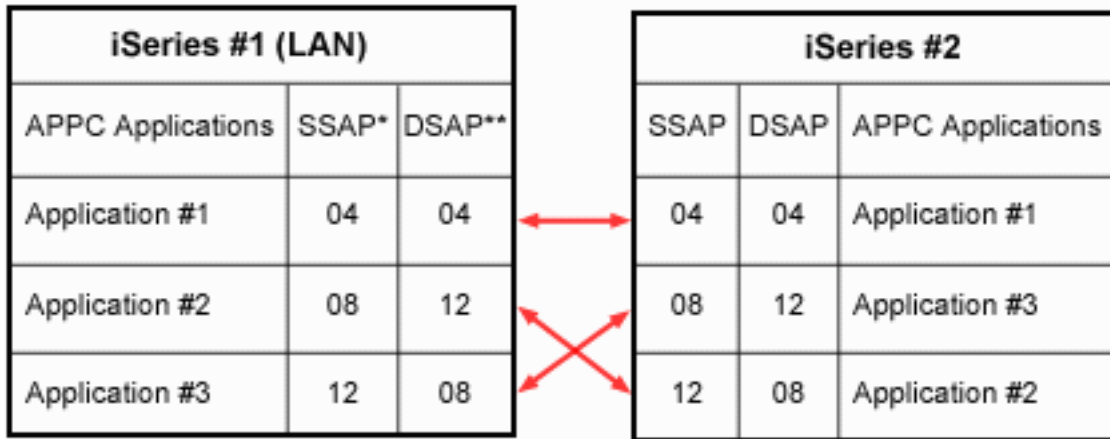 iSeries #1 (LAN)
APPC Applications SSAP* DSAP**
Application #1 04 04
Application #2 08 12
Application #3 12 08
iSeries #2
SSAP DSAP APPC Applications
04 04 Application #1
08 12 Application #3
12 08 Application #2